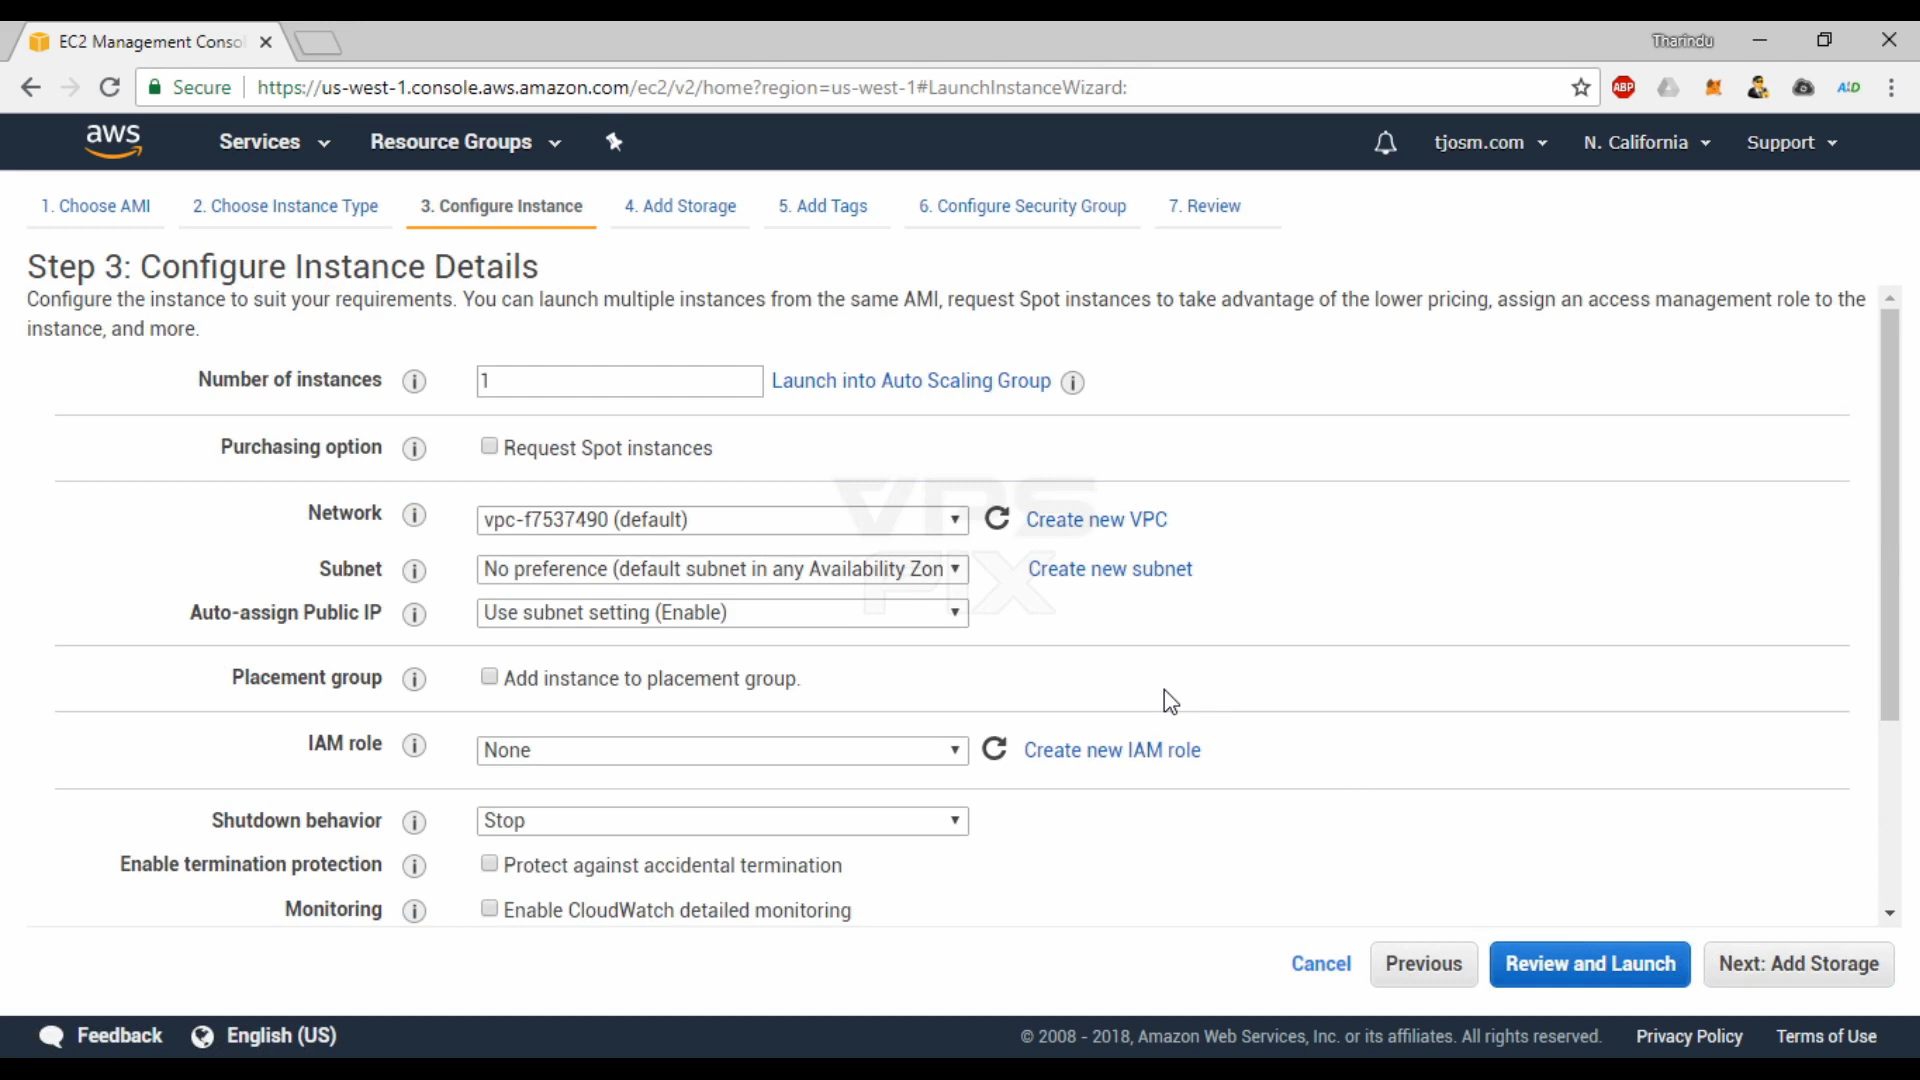 EC2 Management Conso
Tharindu
Secure https://us-west-1.console.aws.amazon.com/ec2/v2/home?region=us-west-1#LaunchInstanceWizard:
ABP
A!D
aws Services Resource Groups tjosm.com N. California Support
1. Choose AMI 2. Choose Instance Type 3. Configure Instance 4. Add Storage 5. Add Tags 6. Configure Security Group 7. Review
Step 3: Configure Instance Details
Configure the instance to suit your requirements. You can launch multiple instances from the same AMI, request Spot instances to take advantage of the lower pricing, assign an access management role to the
instance, and more.
Number of instances 1 Launch into Auto Scaling Group
Purchasing option Request Spot instances
VPS
Network vpc-f7537490 (default) Create new VPC
Subnet No preference (default subnet in any Availability Zon Create new subnet
FIX
Auto-assign Public IP Use subnet setting (Enable)
Placement group Add instance to placement group.
IAM role None Create new IAM role
Shutdown behavior Stop
Enable termination protection Protect against accidental termination
Monitoring Enable CloudWatch detailed monitoring
Cancel Previous Review and Launch Next: Add Storage
Feedback English (US) © 2008 - 2018, Amazon Web Services, Inc. or its affiliates. All rights reserved. Privacy Policy Terms of Use